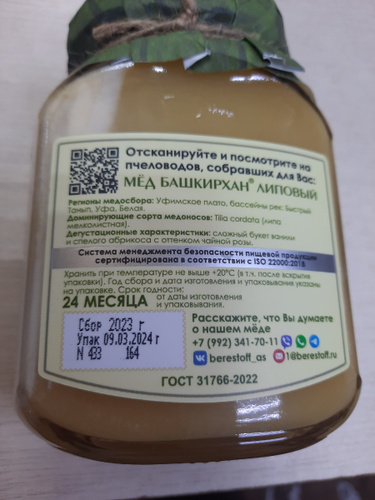 Отсканируйте и посмотрите на
пчеловодов, собравших для Вас:
МЁД БАШКИРХАН® ЛИПОВЫЙ
Регионы медосбора: Уфимское плато, бассейны рек: Быстрый
Танып, Уфа, Белая.
Доминирующие сорта медоносов: Tilia cordata (липа
мелколистная).
Дегустационные характеристики: сложный букет ванили
и спелого абрикоса с оттенком чайной розы.
Система менеджмента безопасности пищевой продукции
сертифицирована в соответствии с ISO 22000:2018
Хранить при температуре не выше +20°С (в т.ч. после вскрытия
упаковки). Год сбора и дата изготовления и упаковывания указаны
на упаковке. Срок годности:
24 МЕСЯЦА от даты изготовления
и упаковывания.
Сбор 2023 г
Упак 09.03.2024 г
N 433 164
Расскажите, что Вы думаете
о нашем мёде
+7 (992) 341-70-11
berestoff_as 1@berestoff.ru
ГОСТ 31766-2022